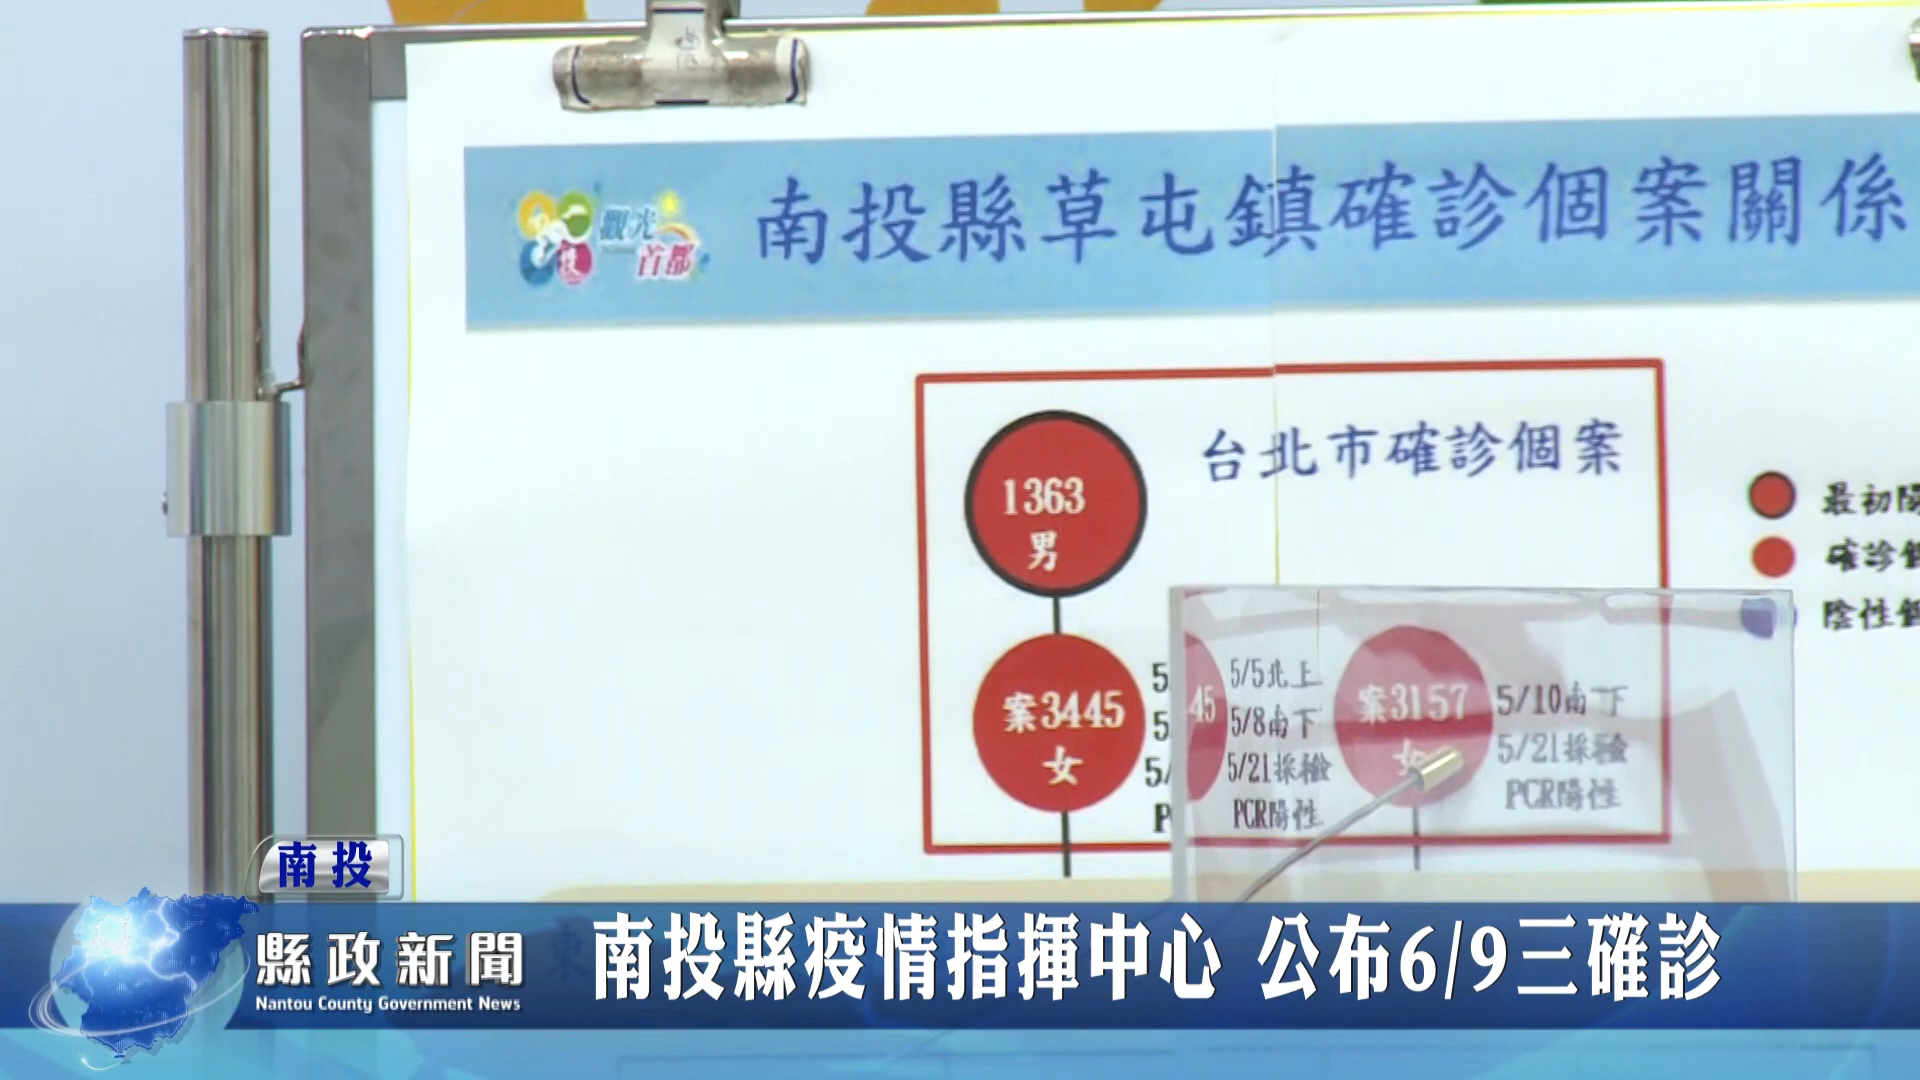 觀光
首都
南投縣草屯鎮確診個案關係
台北市確診個案
1363
男
最初
確診
陰性
案3445
女
45
5/5北上
5/8南下
5/21採檢
PCR陽性
案3157
女
5/10南下
5/21採檢
PCR陽性
南投
縣政新聞
Nantou County Government News
南投縣疫情指揮中心 公布6/9三確診